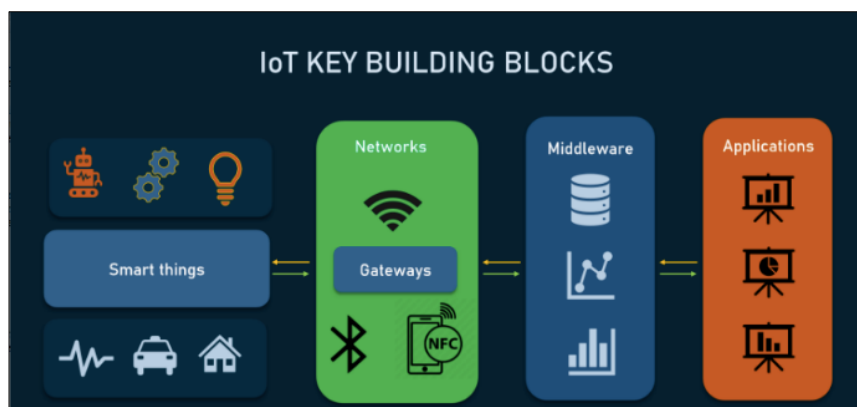 IoT KEY BUILDING BLOCKS
Smart things
Networks
Gateways
NFC
Middleware
Applications